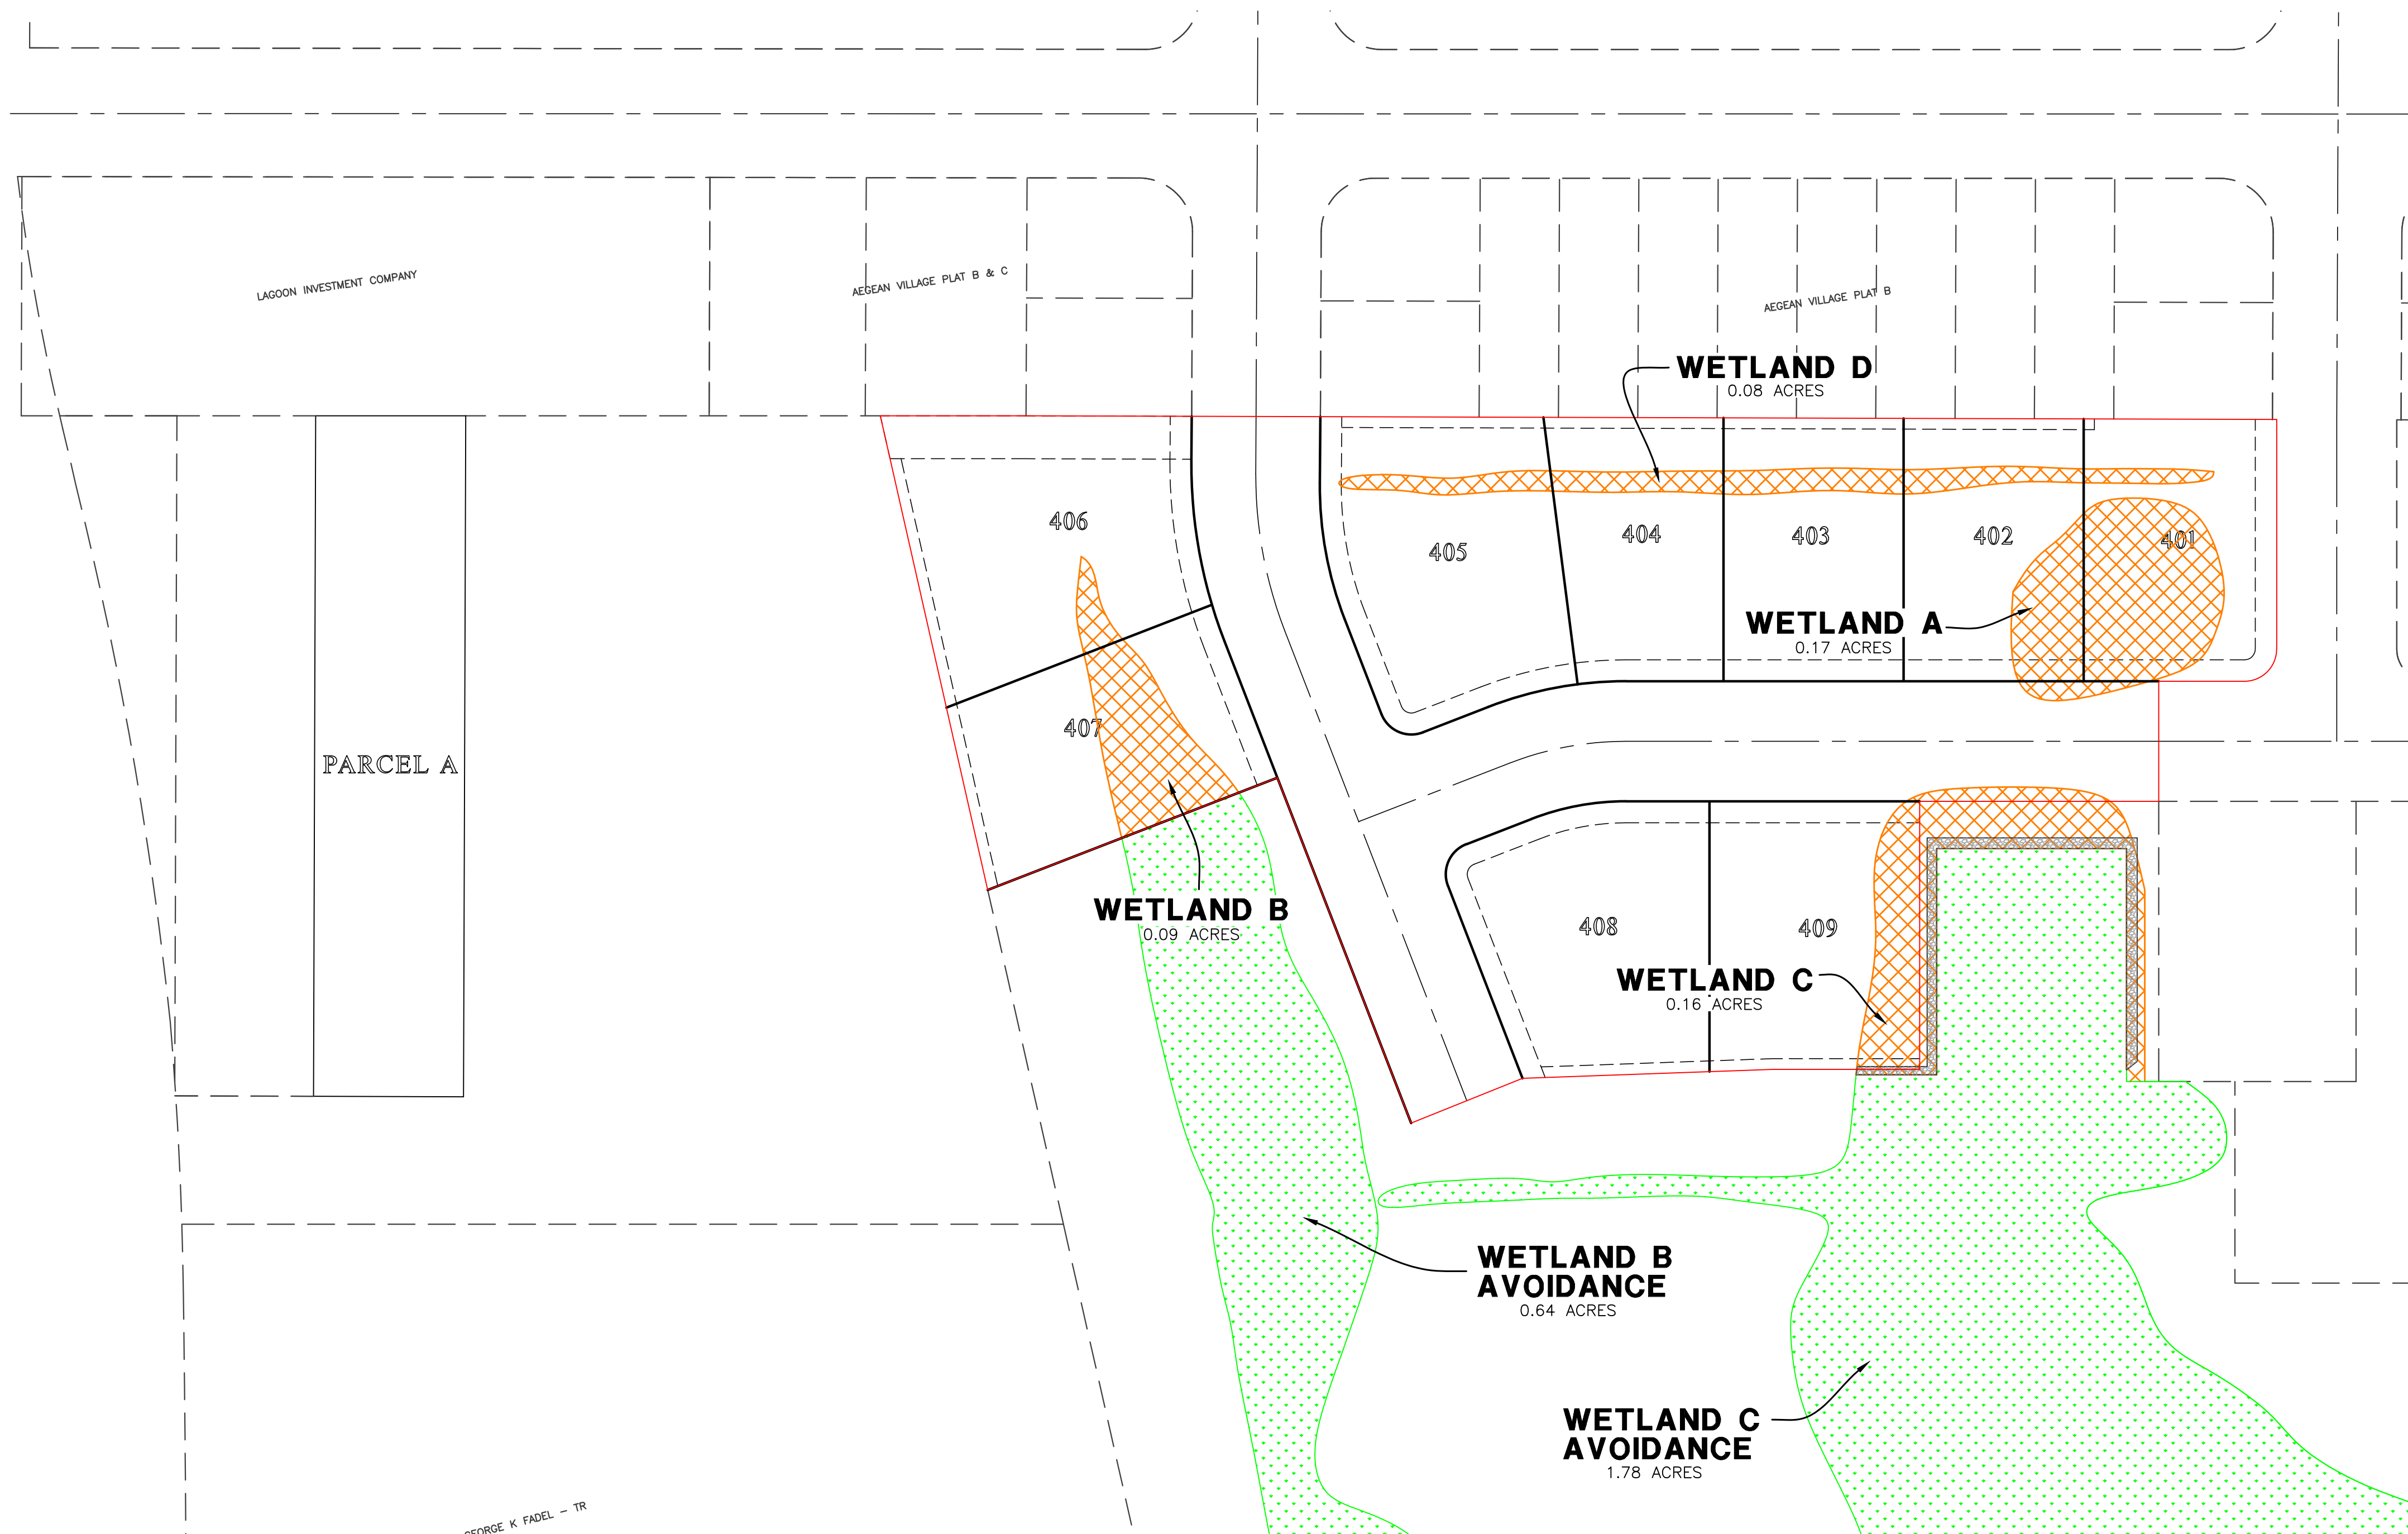 LAGOON INVESTMENT COMPANY
AEGEAN VILLAGE PLAT B & C
AEGEAN VILLAGE PLAT B
WETLAND D
0.08 ACRES
406
405
404
403
402
401
WETLAND A
0.17 ACRES
407
PARCEL A
WETLAND B
0.09 ACRES
408
409
WETLAND C
0.16 ACRES
WETLAND B
AVOIDANCE
0.64 ACRES
WETLAND C
AVOIDANCE
1.78 ACRES
EORGE K FADEL - TR